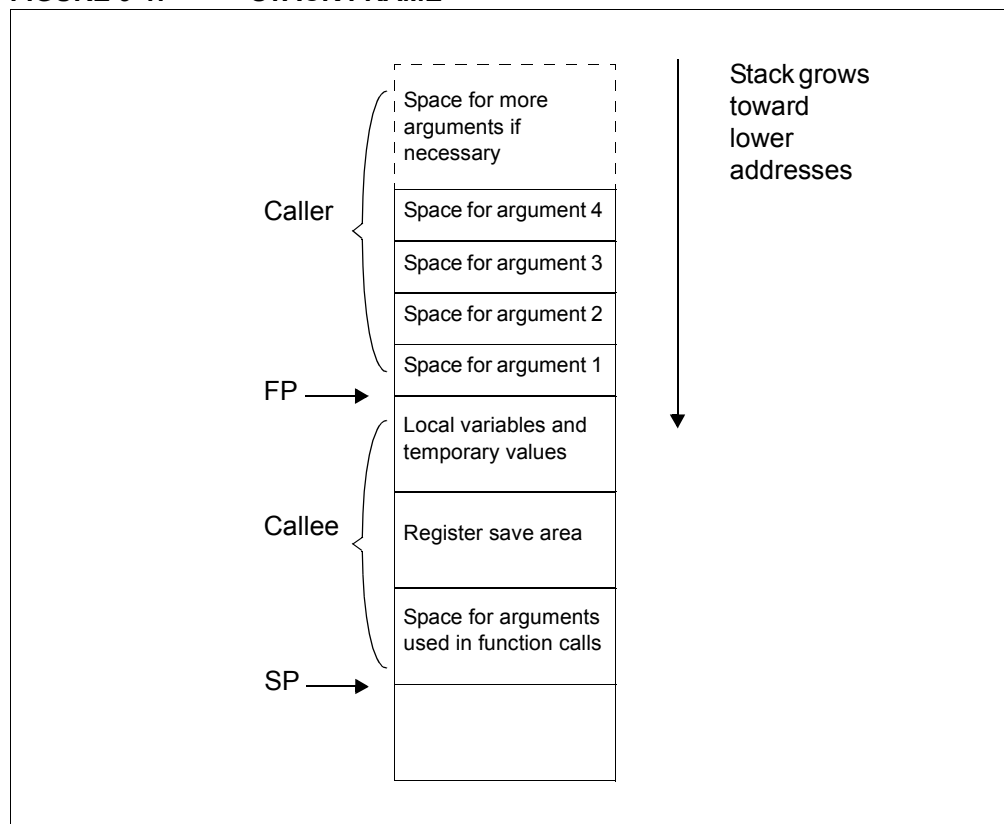 Space for more
arguments if
necessary
Stack grows
toward
lower
addresses
Caller
Space for argument 4
Space for argument 3
Space for argument 2
Space for argument 1
FP
Local variables and
temporary values
Callee
Register save area
Space for arguments
used in function calls
SP